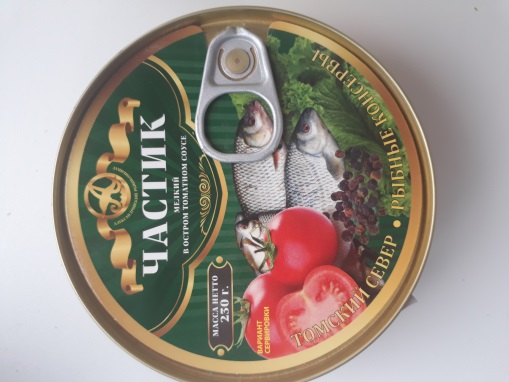 ЧАСТИК
МЕЛКИЙ
В ОСТРОМ ТОМАТНОМ СОУСЕ
МАССА НЕТТО
230 г.
ВАРИАНТ
СЕРВИРОВКИ
ТОМСКИЙ СЕВЕР · РЫБНЫЕ КОНСЕРВЫ